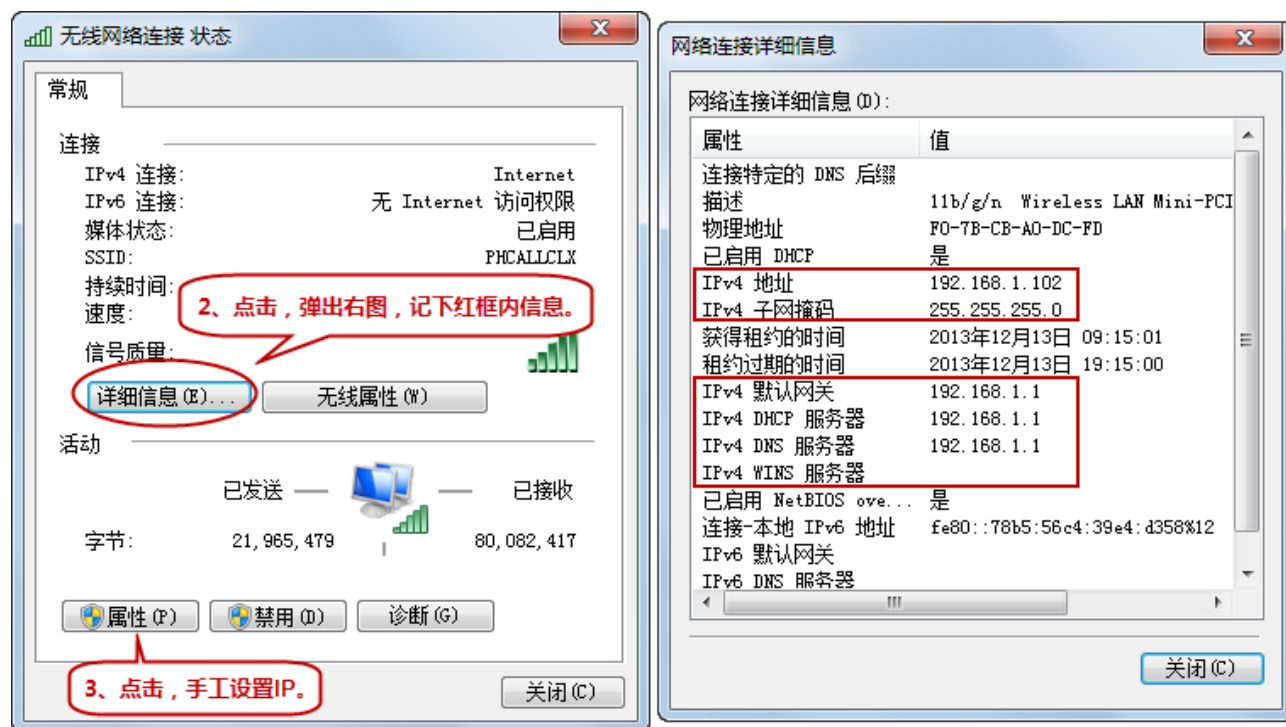 无线网络连接 状态
常规
连接
IPv4 连接: Internet
IPv6 连接: 无 Internet 访问权限
媒体状态: 已启用
SSID: PHCALLCLX
持续时间:
速度:
2、点击，弹出右图，记下红框内信息。
信号质量:
详细信息(E)... 无线属性(W)
活动
已发送 — — 已接收
字节: 21,965,479 80,082,417
属性(P) 禁用(D) 诊断(G)
3、点击，手工设置IP。
关闭(C)
网络连接详细信息
网络连接详细信息(D):
属性 值
连接特定的 DNS 后缀
描述 11b/g/n Wireless LAN Mini-PCI
物理地址 F0-7B-CB-A0-DC-FD
已启用 DHCP 是
IPv4 地址 192.168.1.102
IPv4 子网掩码 255.255.255.0
获得租约的时间 2013年12月13日 09:15:01
租约过期的时间 2013年12月13日 19:15:00
IPv4 默认网关 192.168.1.1
IPv4 DHCP 服务器 192.168.1.1
IPv4 DNS 服务器 192.168.1.1
IPv4 WINS 服务器
已启用 NetBIOS ove... 是
连接-本地 IPv6 地址 fe80::78b5:56c4:39e4:d358%12
IPv6 默认网关
IPv6 DNS 服务器
关闭(C)